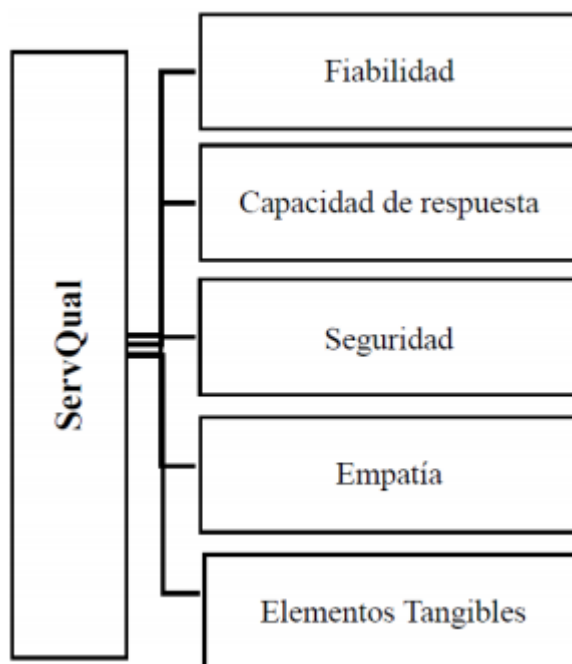 ServQual
Fiabilidad
Capacidad de respuesta
Seguridad
Empatía
Elementos Tangibles